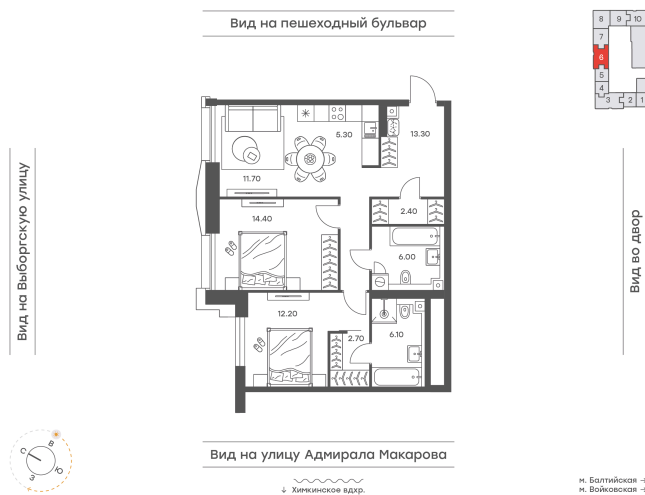 Вид на пешеходный бульвар
8 9 10
7
6
5
4
3 2 1
5.30
13.30
11.70
2.40
14.40
6.00
12.20
2.70
6.10
Вид на Выборгскую улицу
Вид во двор
Вид на улицу Адмирала Макарова
↓ Химкинское вдхр.
С В Ю З
м. Балтийская
м. Войковская